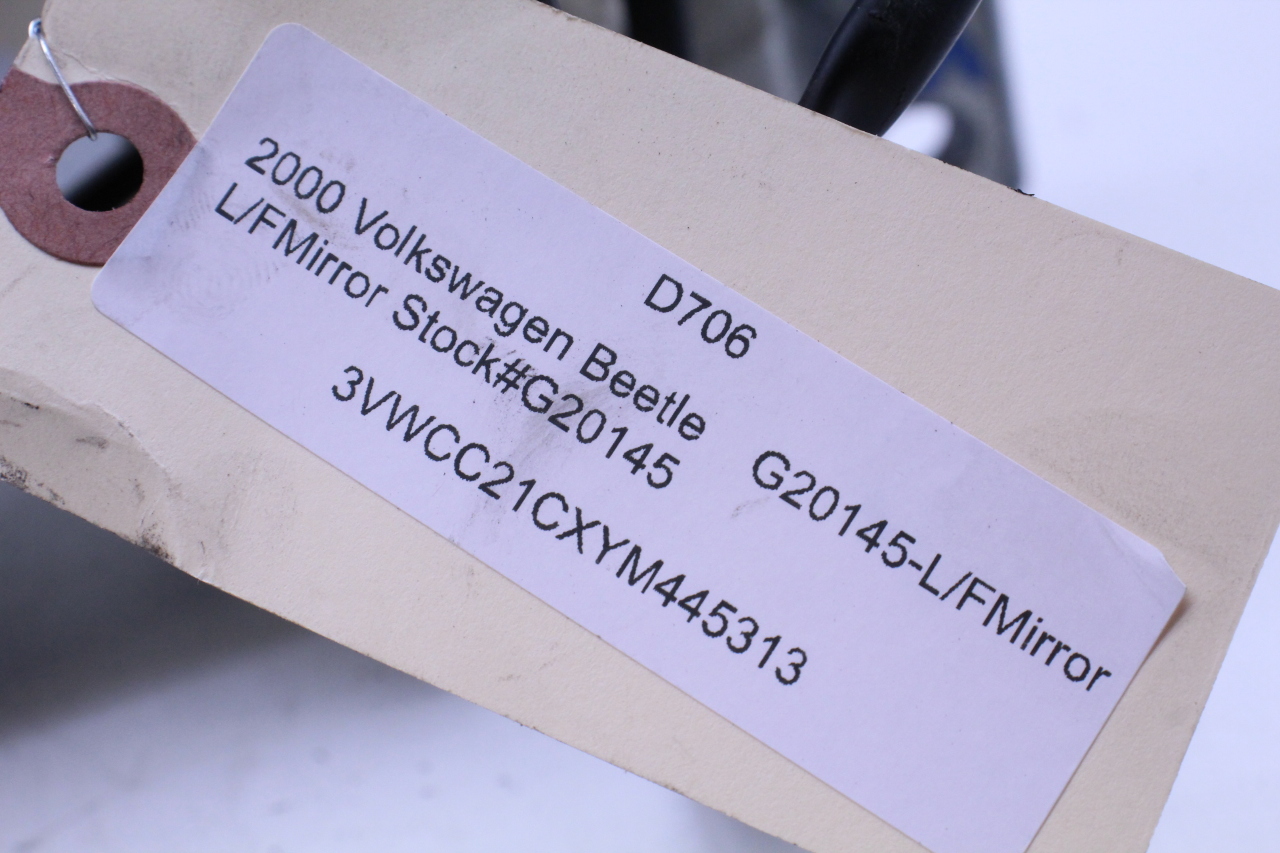 D706
2000 Volkswagen Beetle G20145-L/FMirror
L/FMirror Stock#G20145
3VWCC21CXYM445313